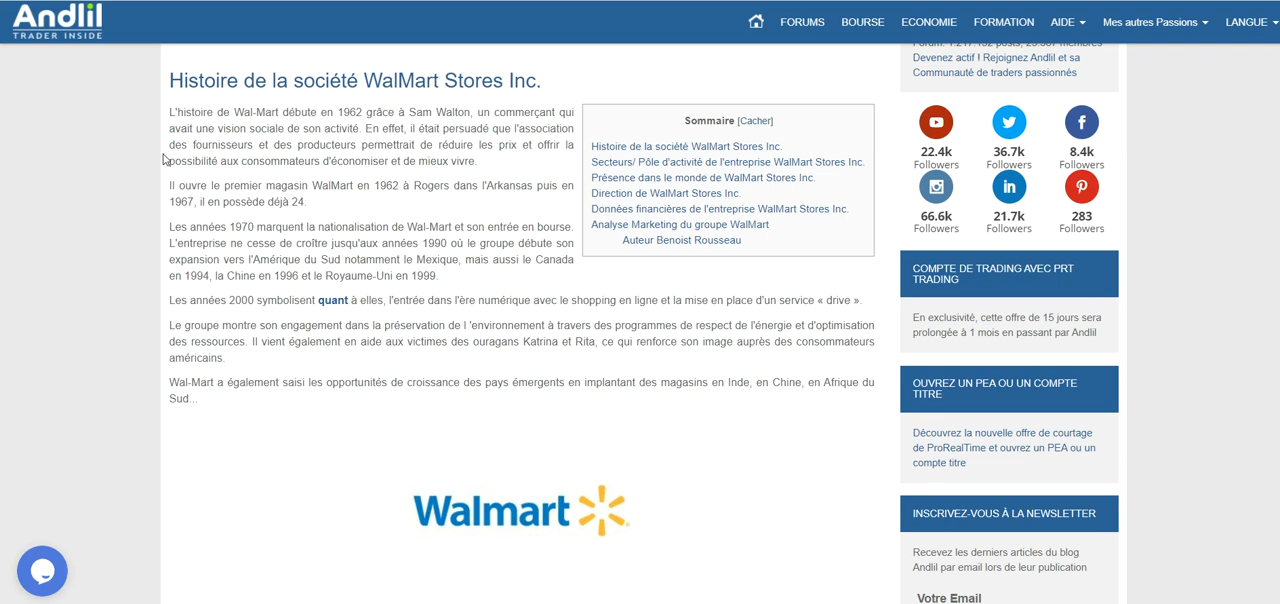 Andlil
TRADER INSIDE
FORUMS BOURSE ECONOMIE FORMATION AIDE Mes autres Passions LANGUE
Histoire de la société WalMart Stores Inc.
L'histoire de Wal-Mart débute en 1962 grâce à Sam Walton, un commerçant qui
avait une vision sociale de son activité. En effet, il était persuadé que l'association
des fournisseurs et des producteurs permettrait de réduire les prix et offrir la
possibilité aux consommateurs d'économiser et de mieux vivre.
Il ouvre le premier magasin WalMart en 1962 à Rogers dans l'Arkansas puis en
1967, il en possède déjà 24.
Les années 1970 marquent la nationalisation de Wal-Mart et son entrée en bourse.
L'entreprise ne cesse de croître jusqu'aux années 1990 où le groupe débute son
expansion vers l'Amérique du Sud notamment le Mexique, mais aussi le Canada
en 1994, la Chine en 1996 et le Royaume-Uni en 1999.
Sommaire [Cacher]
Histoire de la société WalMart Stores Inc.
Secteurs/ Pôle d'activité de l'entreprise WalMart Stores Inc.
Présence dans le monde de WalMart Stores Inc.
Direction de WalMart Stores Inc.
Données financières de l'entreprise WalMart Stores Inc.
Analyse Marketing du groupe WalMart
Auteur Benoist Rousseau
Les années 2000 symbolisent quant à elles, l'entrée dans l'ère numérique avec le shopping en ligne et la mise en place d'un service « drive ».
Le groupe montre son engagement dans la préservation de l 'environnement à travers des programmes de respect de l'énergie et d'optimisation
des ressources. Il vient également en aide aux victimes des ouragans Katrina et Rita, ce qui renforce son image auprès des consommateurs
américains.
Wal-Mart a également saisi les opportunités de croissance des pays émergents en implantant des magasins en Inde, en Chine, en Afrique du
Sud...
Walmart
Forum: 1.217.152 posts, 25.587 membres
Devenez actif ! Rejoignez Andlil et sa
Communauté de traders passionnés
22.4k 36.7k 8.4k
Followers Followers Followers
66.6k 21.7k 283
Followers Followers Followers
COMPTE DE TRADING AVEC PRT
TRADING
En exclusivité, cette offre de 15 jours sera
prolongée à 1 mois en passant par Andlil
OUVREZ UN PEA OU UN COMPTE
TITRE
Découvrez la nouvelle offre de courtage
de ProRealTime et ouvrez un PEA ou un
compte titre
INSCRIVEZ-VOUS À LA NEWSLETTER
Recevez les derniers articles du blog
Andlil par email lors de leur publication
Votre Email